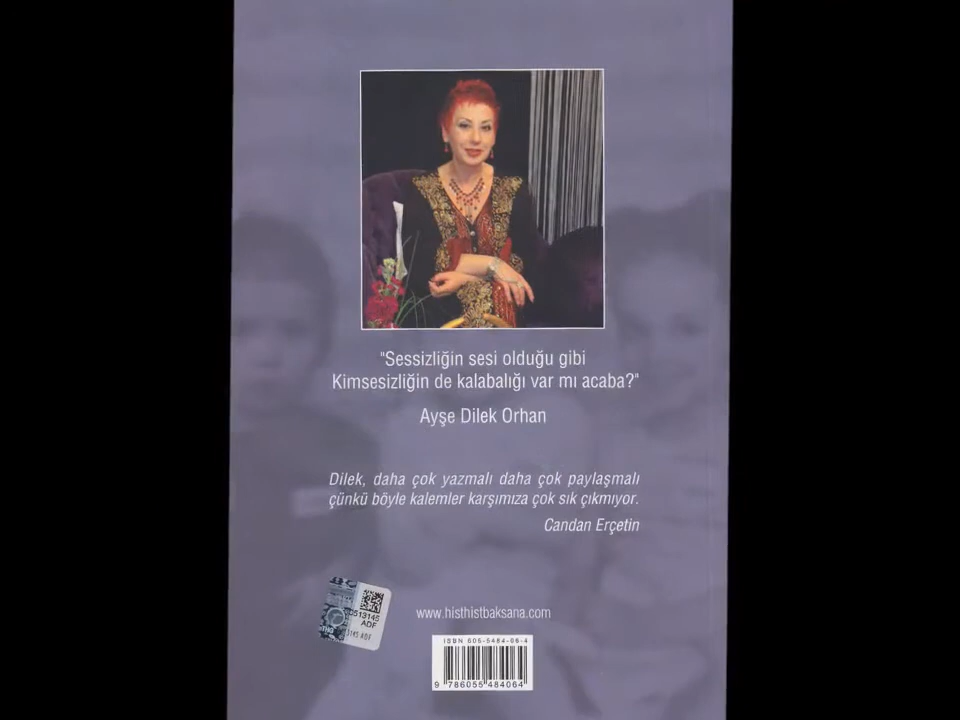 "Sessizliğin sesi olduğu gibi
Kimsesizliğin de kalabalığı var mı acaba?"
Ayşe Dilek Orhan
Dilek, daha çok yazmalı daha çok paylaşmalı
çünkü böyle kalemler karşımıza çok sık çıkmıyor.
Candan Erçetin
www.histhistbaksana.com
0513145
ADF
ISBN 605-5484-06-4
9 786055 484064